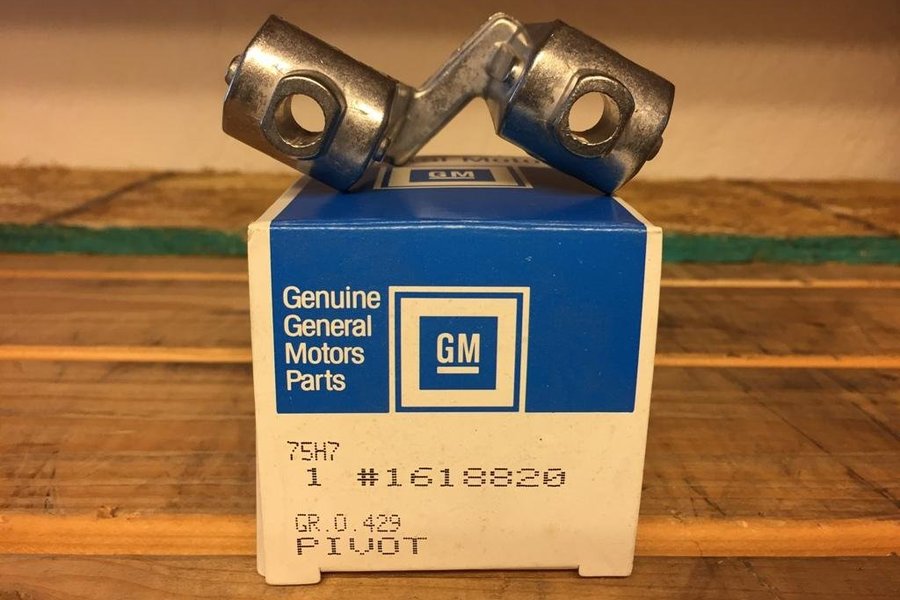 GM
Genuine
General
Motors
Parts
GM
75H7
1 #1618820
GR.0.429
PIVOT